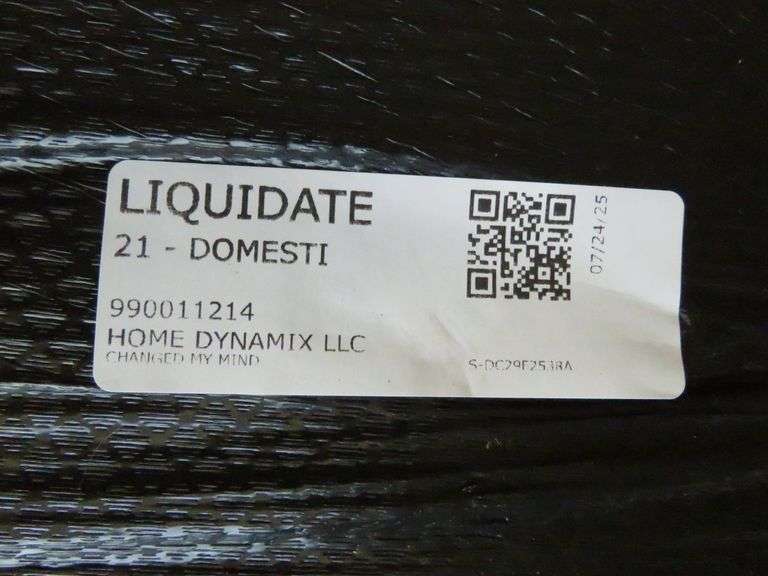 LIQUIDATE
21 - DOMESTI
990011214
HOME DYNAMIX LLC
CHANGED MY MIND
07/24/25